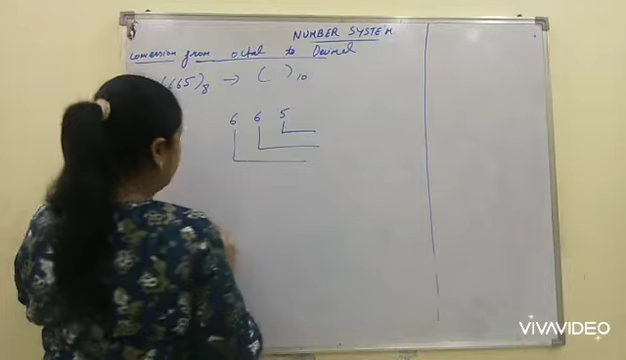 NUMBER SYSTEM
conversion from octal to Decimal
(665)₈ → ( )₁₀
6 6 5
VIVAVIDEO